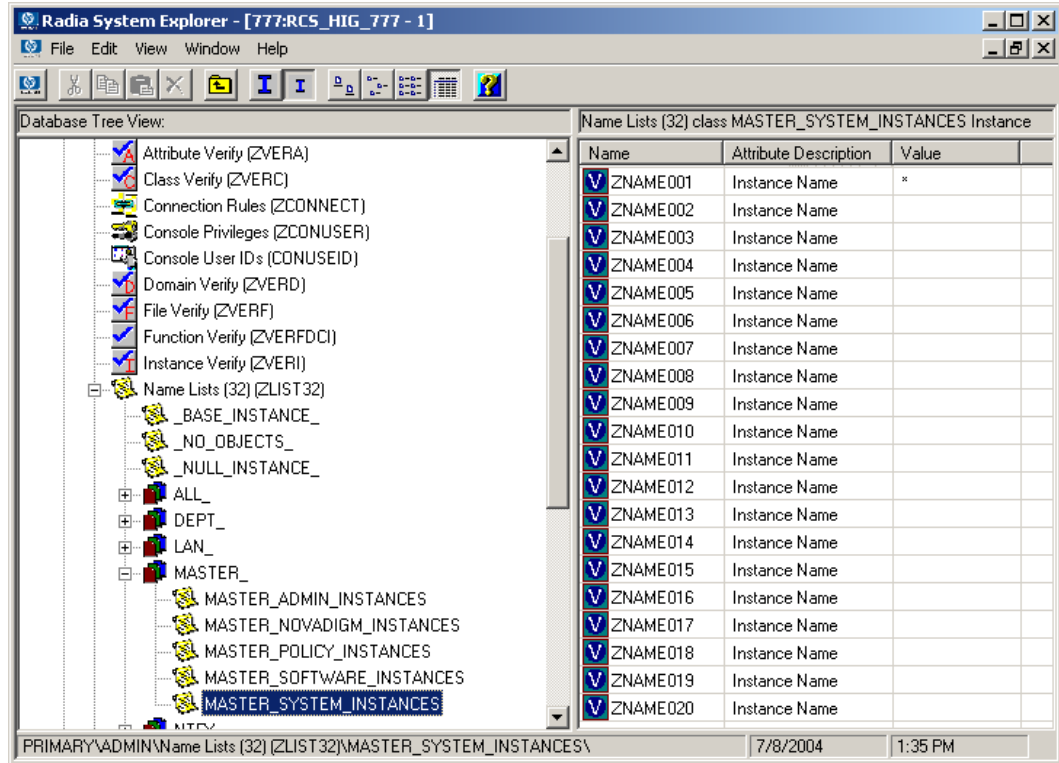 Radia System Explorer - [777:RCS_HIG_777 - 1]
File Edit View Window Help
Database Tree View:
Name Lists (32) class MASTER_SYSTEM_INSTANCES Instance
Attribute Verify (ZVERA)
Class Verify (ZVERC)
Connection Rules (ZCONNECT)
Console Privileges (ZCONUSER)
Console User IDs (CONUSEID)
Domain Verify (ZVERD)
File Verify (ZVERF)
Function Verify (ZVERFDCI)
Instance Verify (ZVERI)
Name Lists (32) (ZLIST32)
_BASE_INSTANCE_
_NO_OBJECTS_
_NULL_INSTANCE_
ALL_
DEPT_
LAN_
MASTER_
MASTER_ADMIN_INSTANCES
MASTER_NOVADIGM_INSTANCES
MASTER_POLICY_INSTANCES
MASTER_SOFTWARE_INSTANCES
MASTER_SYSTEM_INSTANCES
Name Attribute Description Value
ZNAME001 Instance Name *
ZNAME002 Instance Name
ZNAME003 Instance Name
ZNAME004 Instance Name
ZNAME005 Instance Name
ZNAME006 Instance Name
ZNAME007 Instance Name
ZNAME008 Instance Name
ZNAME009 Instance Name
ZNAME010 Instance Name
ZNAME011 Instance Name
ZNAME012 Instance Name
ZNAME013 Instance Name
ZNAME014 Instance Name
ZNAME015 Instance Name
ZNAME016 Instance Name
ZNAME017 Instance Name
ZNAME018 Instance Name
ZNAME019 Instance Name
ZNAME020 Instance Name
PRIMARY\ADMIN\Name Lists (32) (ZLIST32)\MASTER_SYSTEM_INSTANCES\ 7/8/2004 1:35 PM